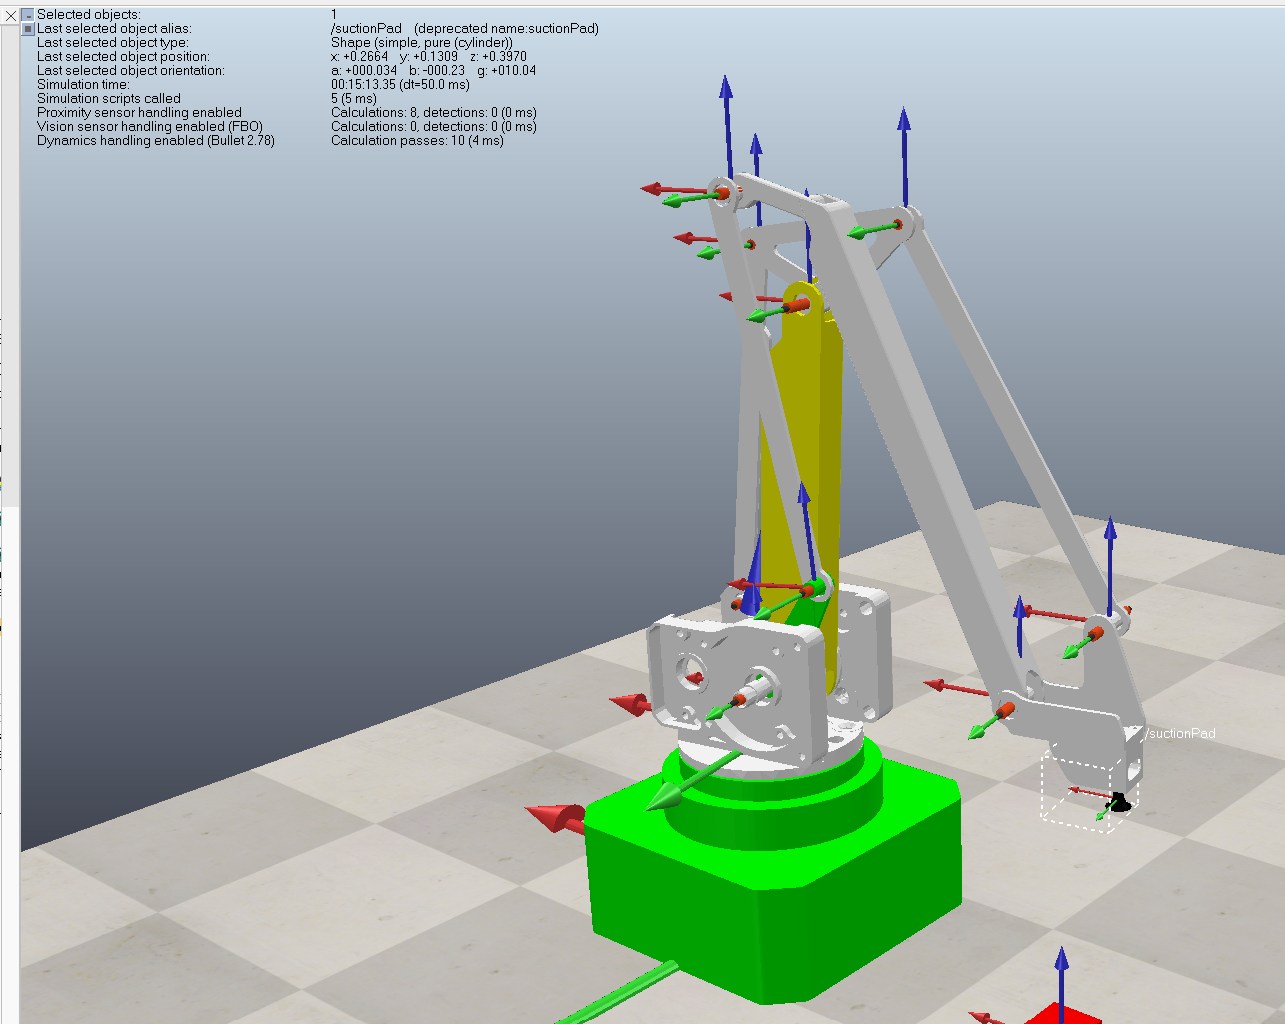 Selected objects: 1
Last selected object alias: /suctionPad (deprecated name:suctionPad)
Last selected object type: Shape (simple, pure (cylinder))
Last selected object position: x: +0.2664 y: +0.1309 z: +0.3970
Last selected object orientation: a: +000.034 b: -000.23 g: +010.04
Simulation time: 00:15:13.35 (dt=50.0 ms)
Simulation scripts called 5 (5 ms)
Proximity sensor handling enabled Calculations: 8, detections: 0 (0 ms)
Vision sensor handling enabled (FBO) Calculations: 0, detections: 0 (0 ms)
Dynamics handling enabled (Bullet 2.78) Calculation passes: 10 (4 ms)
/suctionPad